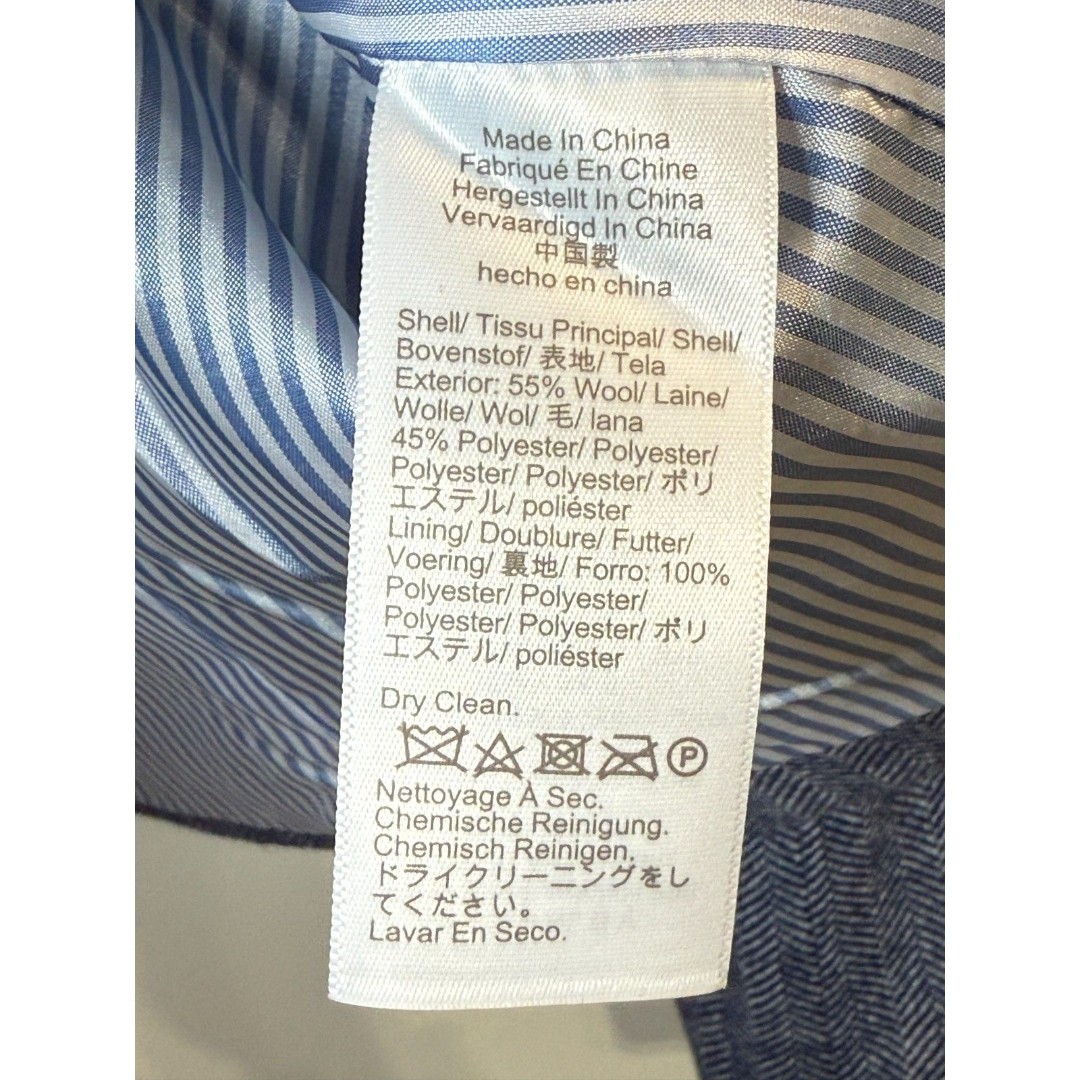 Made In China
Fabriqué En Chine
Hergestellt In China
Vervaardigd In China
中国製
hecho en china
Shell/ Tissu Principal/ Shell/
Bovenstof/ 表地/ Tela
Exterior: 55% Wool/ Laine/
Wolle/ Wol/ 毛/ lana
45% Polyester/ Polyester/
Polyester/ Polyester/ ポリ
エステル/ poliéster
Lining/ Doublure/ Futter/
Voering/ 裏地/ Forro: 100%
Polyester/ Polyester/
Polyester/ Polyester/ ポリ
エステル/ poliéster
Dry Clean.
P
Nettoyage À Sec.
Chemische Reinigung.
Chemisch Reinigen.
ドライクリーニングをし
てください。
Lavar En Seco.